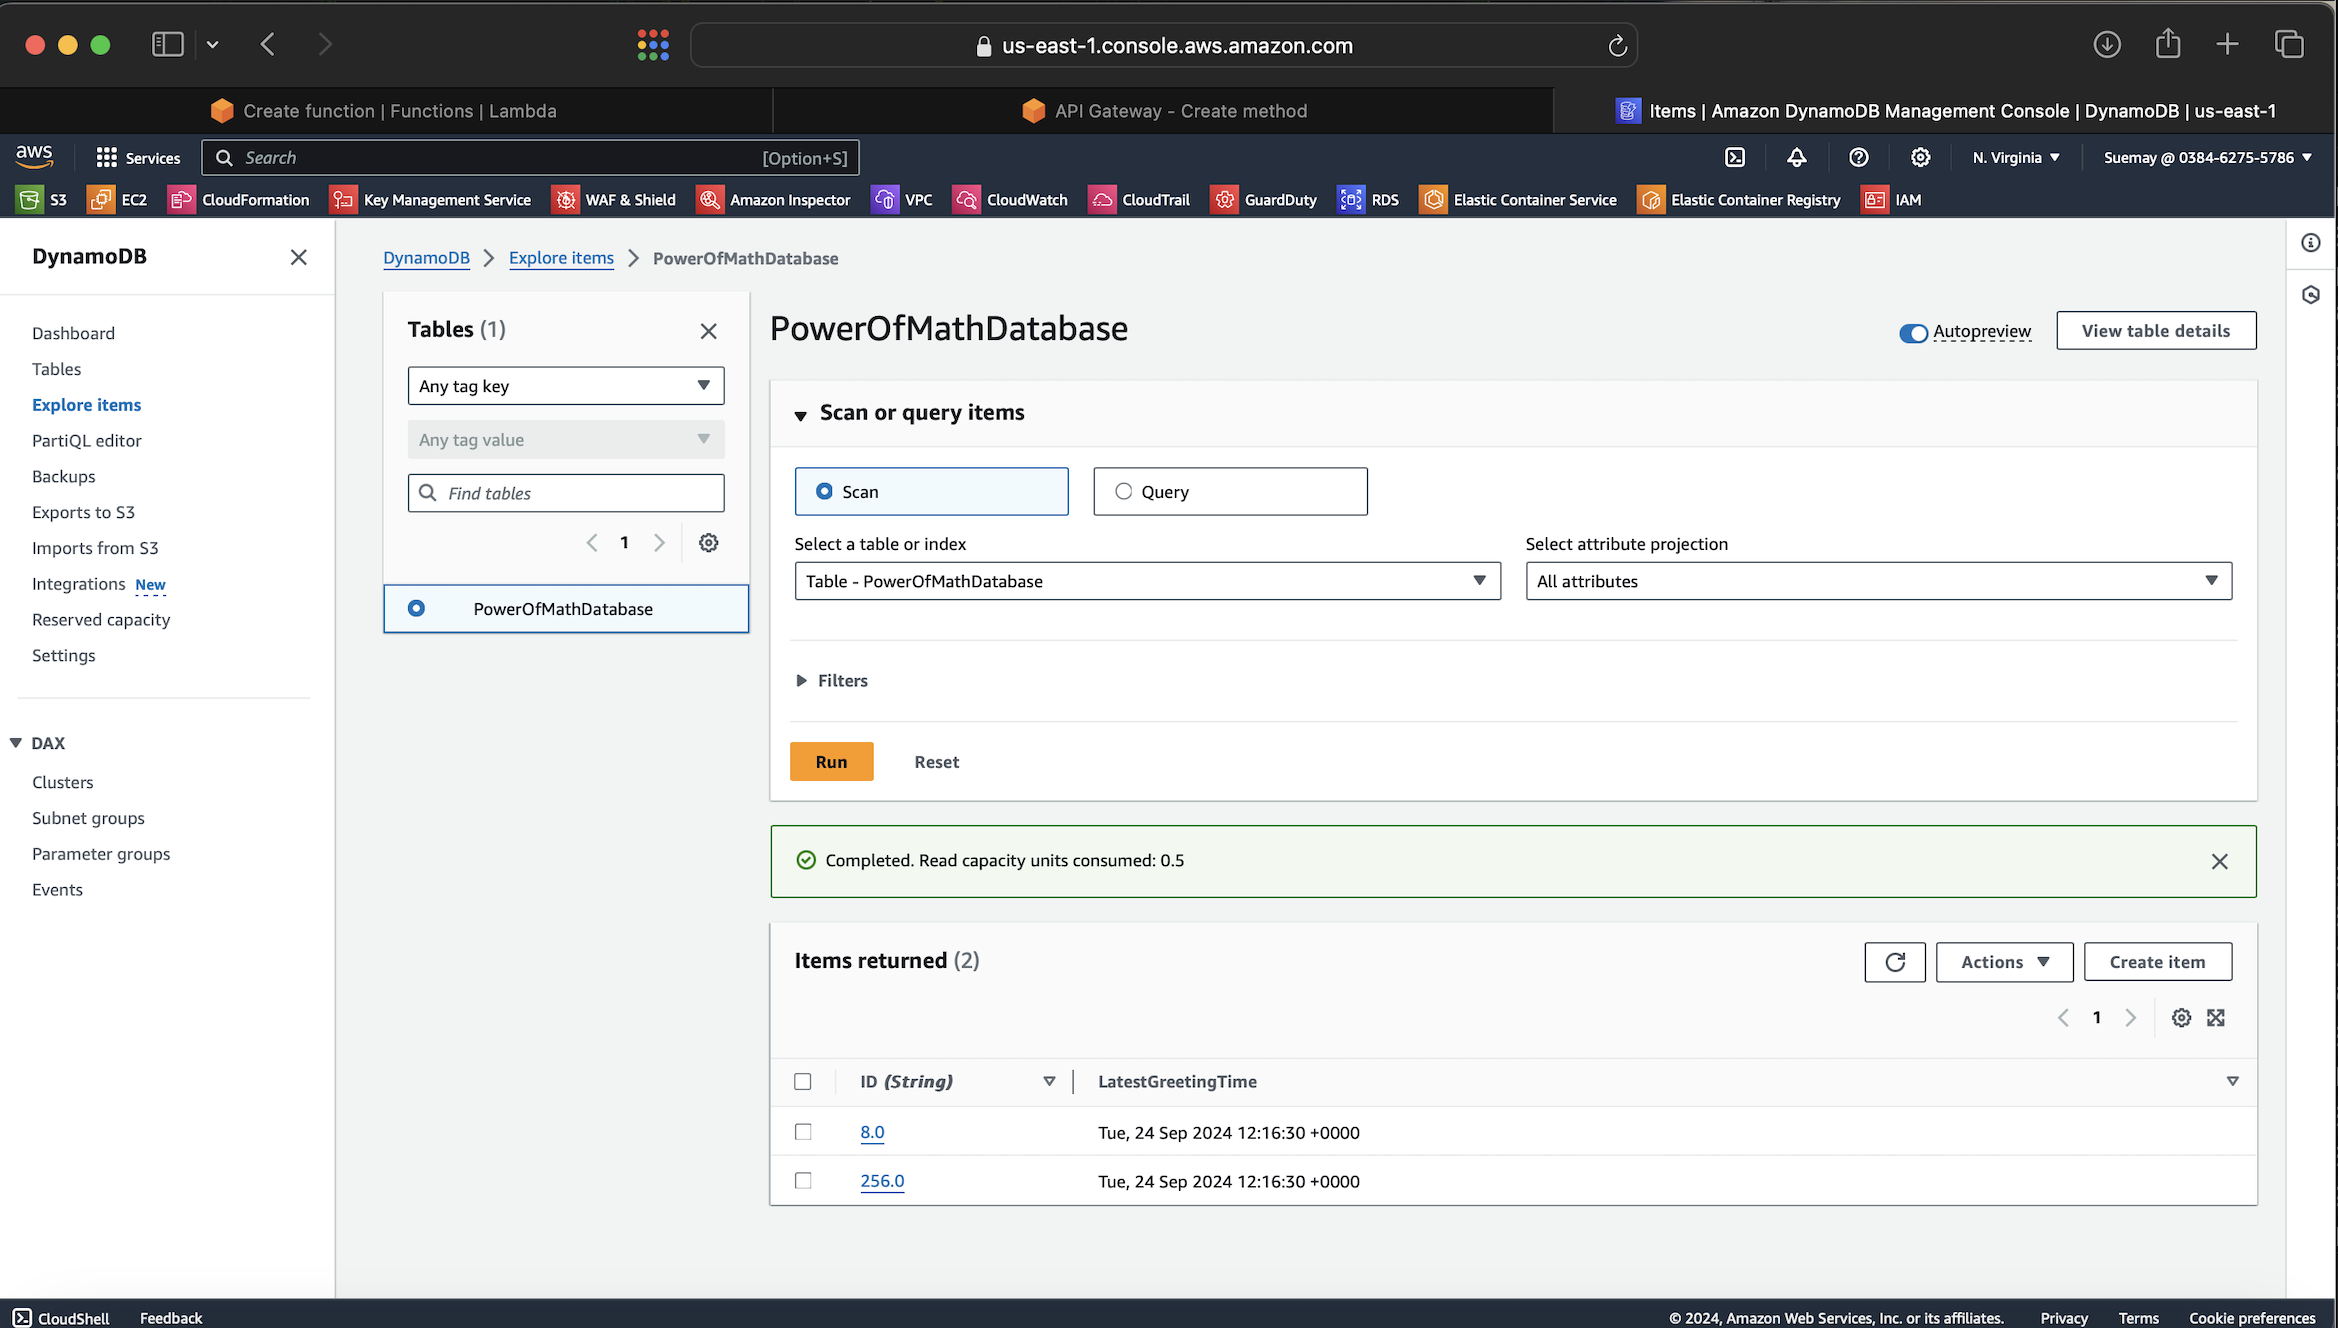 us-east-1.console.aws.amazon.com
Create function | Functions | Lambda
API Gateway - Create method
Items | Amazon DynamoDB Management Console | DynamoDB | us-east-1
aws
Services
Search
[Option+S]
N. Virginia
Suemay @ 0384-6275-5786
S3
EC2
CloudFormation
Key Management Service
WAF & Shield
Amazon Inspector
VPC
CloudWatch
CloudTrail
GuardDuty
RDS
Elastic Container Service
Elastic Container Registry
IAM
DynamoDB
Dashboard
Tables
Explore items
PartiQL editor
Backups
Exports to S3
Imports from S3
Integrations New
Reserved capacity
Settings
DAX
Clusters
Subnet groups
Parameter groups
Events
DynamoDB
Explore items
PowerOfMathDatabase
Tables (1)
Any tag key
Any tag value
Find tables
1
PowerOfMathDatabase
PowerOfMathDatabase
Autopreview
View table details
Scan or query items
Scan
Query
Select a table or index
Table - PowerOfMathDatabase
Select attribute projection
All attributes
Filters
Run
Reset
Completed. Read capacity units consumed: 0.5
Items returned (2)
Actions
Create item
1
ID (String)
LatestGreetingTime
8.0
Tue, 24 Sep 2024 12:16:30 +0000
256.0
Tue, 24 Sep 2024 12:16:30 +0000
CloudShell
Feedback
© 2024, Amazon Web Services, Inc. or its affiliates.
Privacy
Terms
Cookie preferences